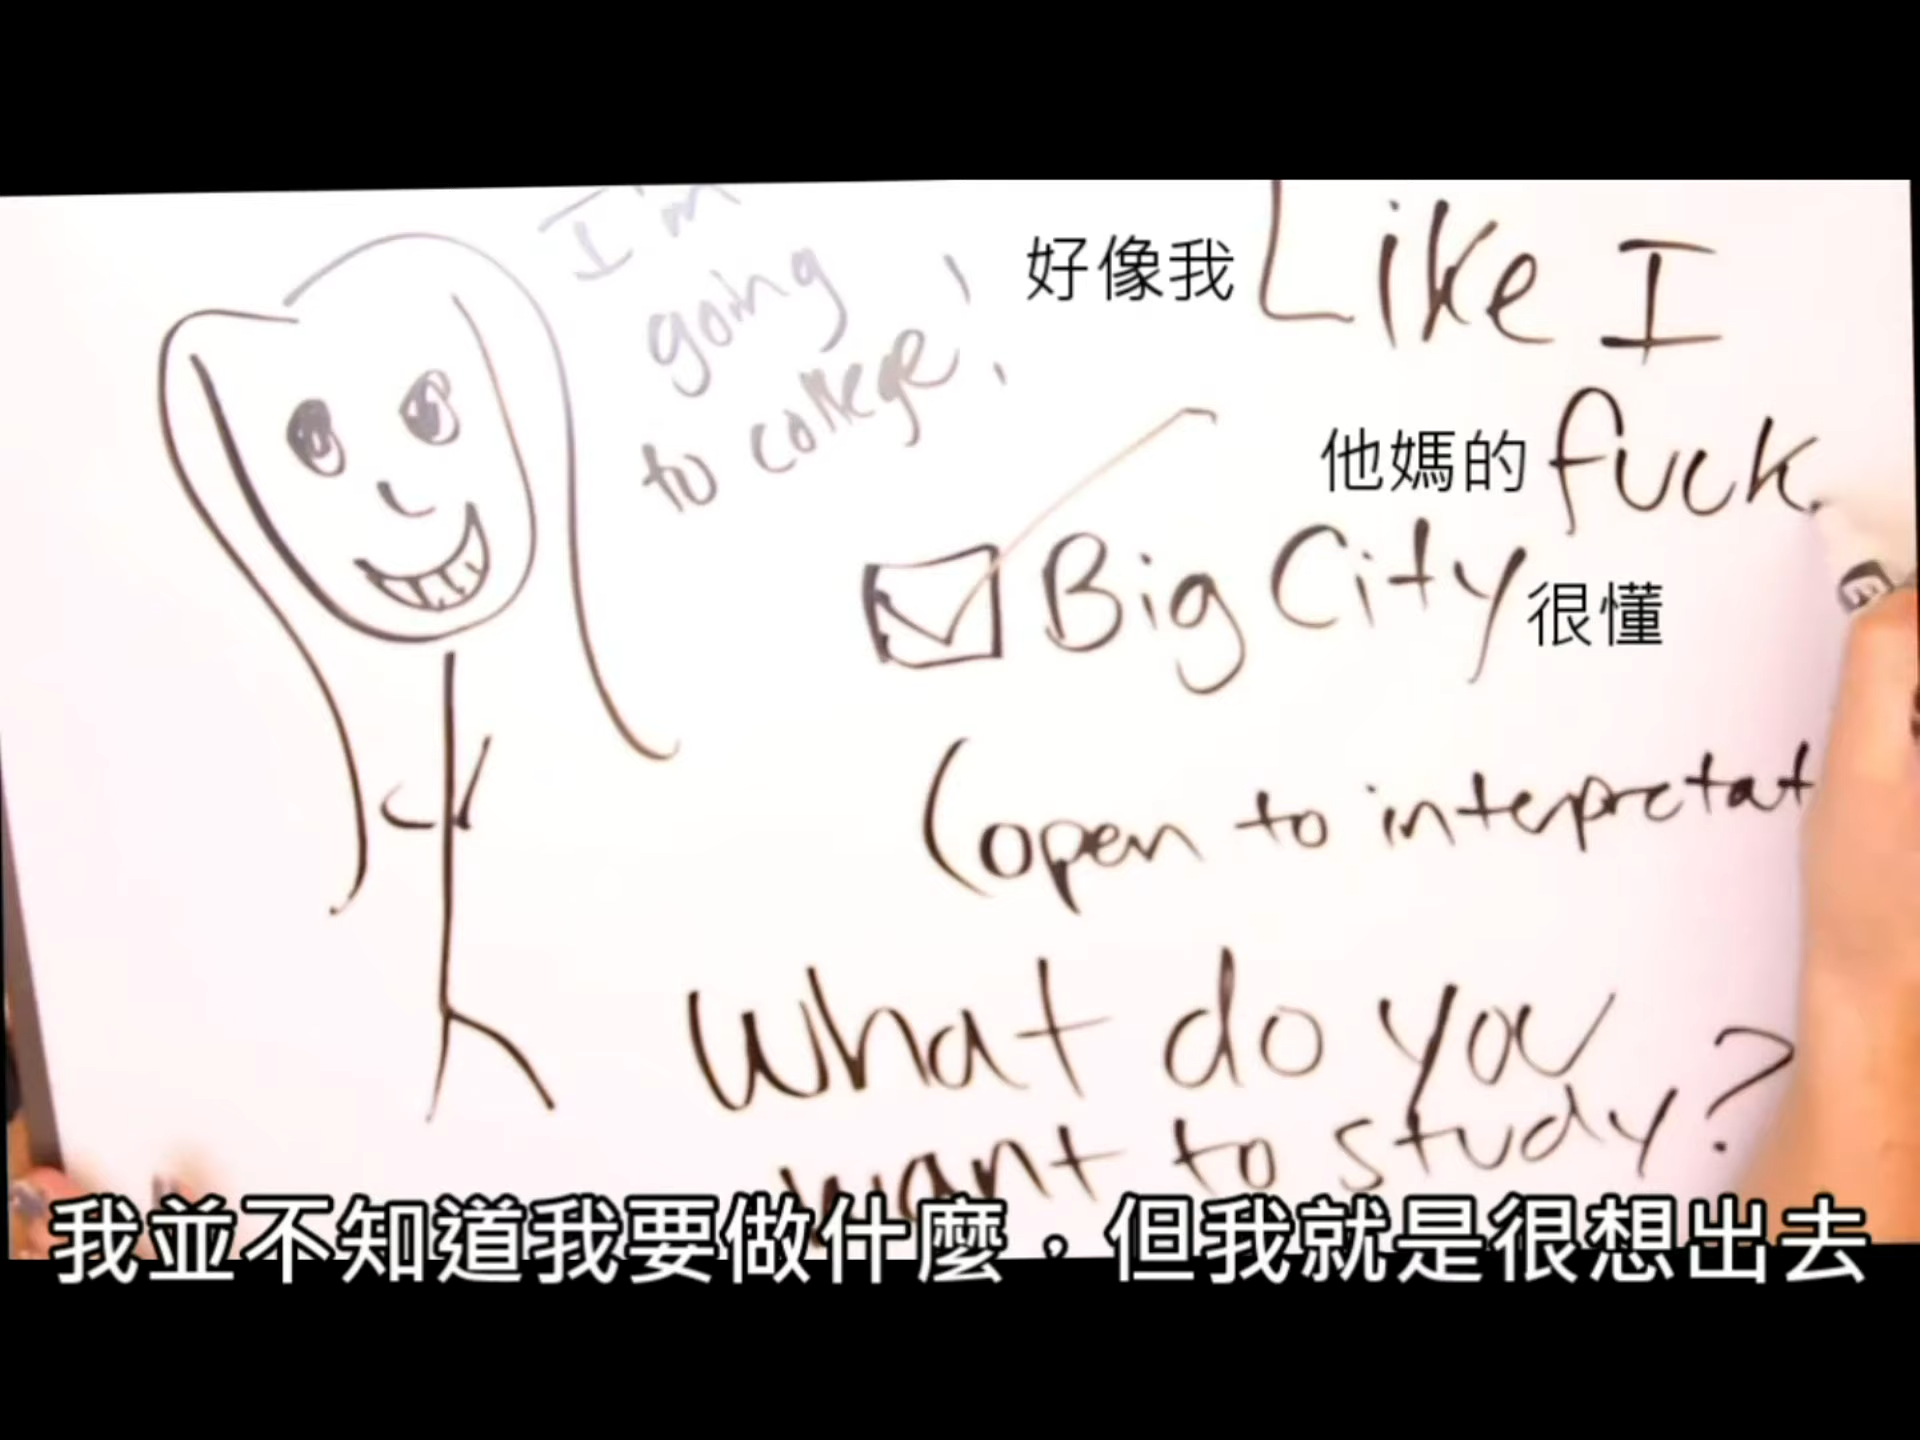 I'm
going
to college!
好像我 Like I
他媽的 fuck
Big City 很懂
(open to interpretat
What do you
want to study?
我並不知道我要做什麼,但我就是很想出去